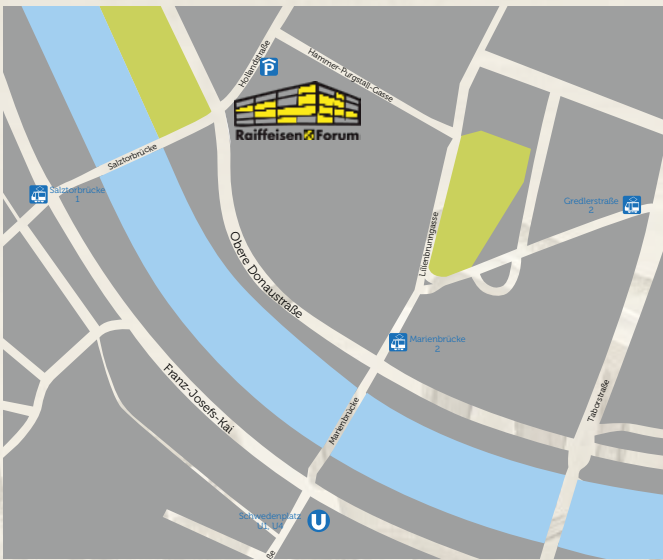 Hollandstraße
P
Hammer-Purgstall-Gasse
Raiffeisen Forum
Salztorbrücke
Salztorbrücke
1
Gredlerstraße
2
Lilienbrunngasse
Obere Donaustraße
Marienbrücke
2
Franz-Josefs-Kai
Marienbrücke
Taborstraße
Schwedenplatz
U1, U4
U